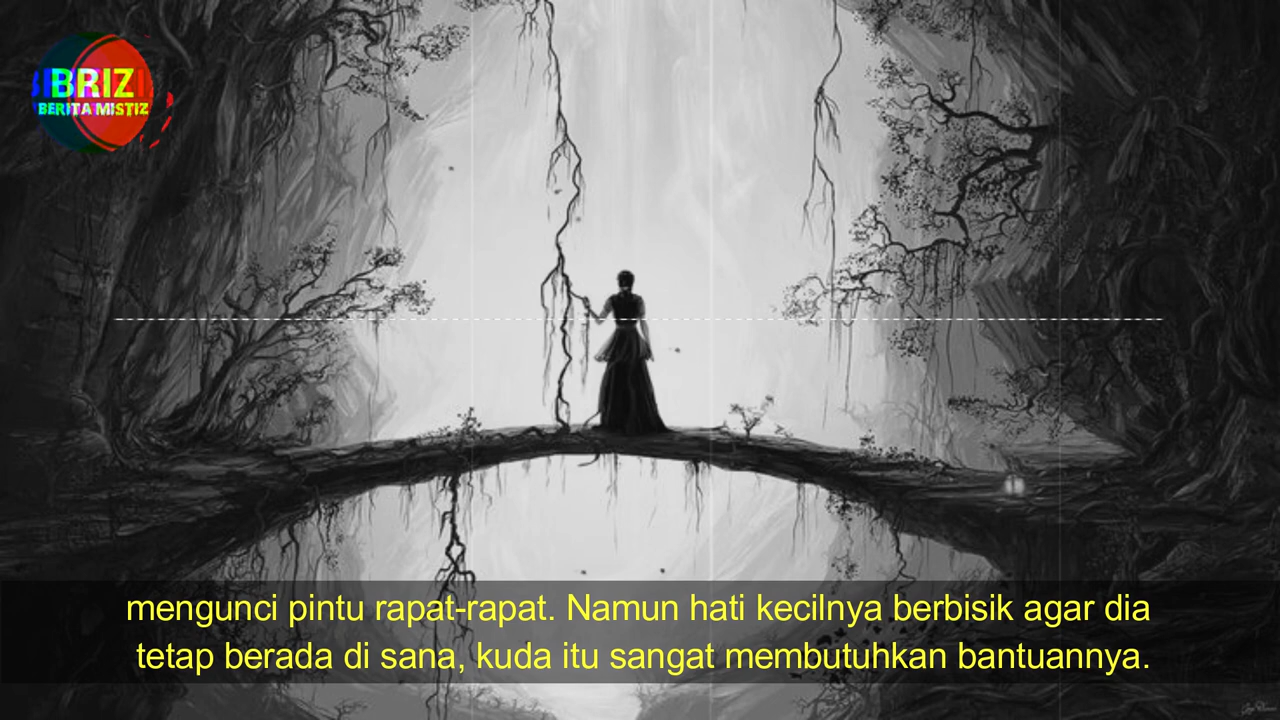 BRIZ
BERITA MISTIZ
mengunci pintu rapat-rapat. Namun hati kecilnya berbisik agar dia
tetap berada di sana, kuda itu sangat membutuhkan bantuannya.